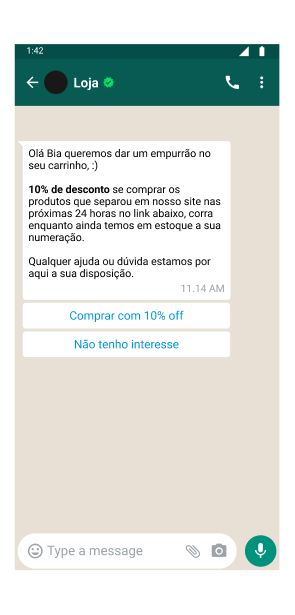 1:42
Loja
Olá Bia queremos dar um empurrão no
seu carrinho, :)
10% de desconto se comprar os
produtos que separou em nosso site nas
próximas 24 horas no link abaixo, corra
enquanto ainda temos em estoque a sua
numeração.
Qualquer ajuda ou dúvida estamos por
aqui a sua disposição.
11.14 AM
Comprar com 10% off
Não tenho interesse
Type a message